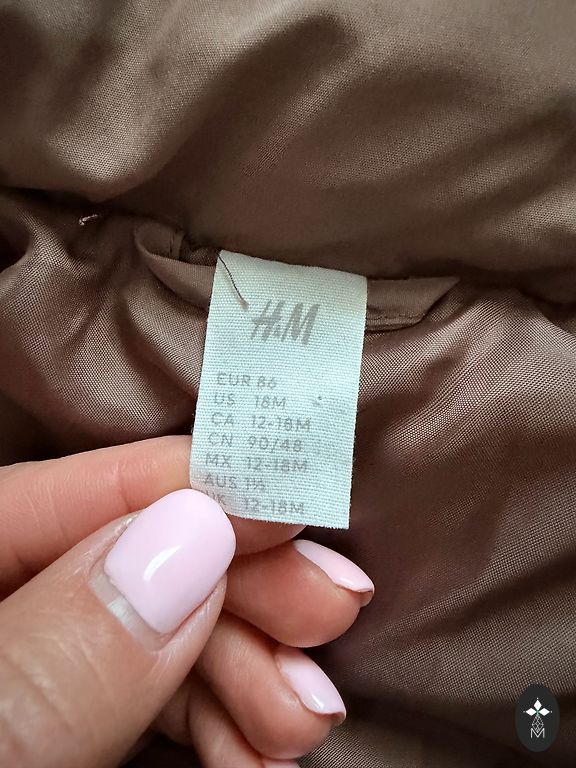 H&M
EUR 86
US 18M
CA 12-18M
CN 90/48
MX 12-18M
AUS 1½
UK 12-18M